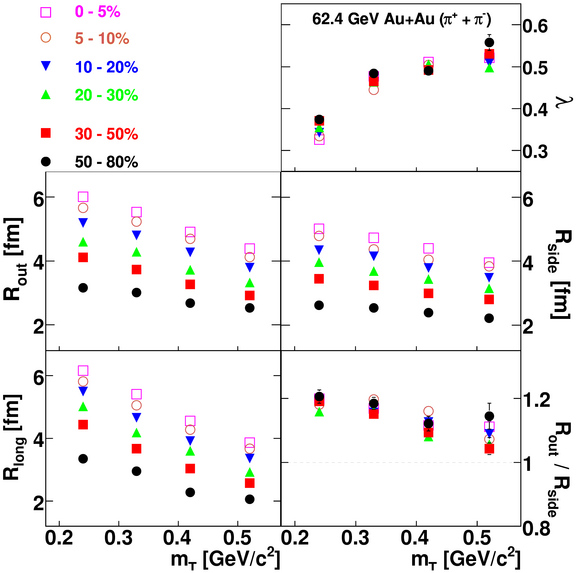 0 - 5%
5 - 10%
10 - 20%
20 - 30%
30 - 50%
50 - 80%
62.4 GeV Au+Au (π⁺ + π⁻)
0.6
0.5
0.4
0.3
λ
6
4
2
R_out [fm]
6
4
2
R_side [fm]
6
4
2
R_long [fm]
1.2
1
0.8
R_out / R_side
0.2 0.3 0.4 0.5
m_T [GeV/c²]
0.2 0.3 0.4 0.5
m_T [GeV/c²]